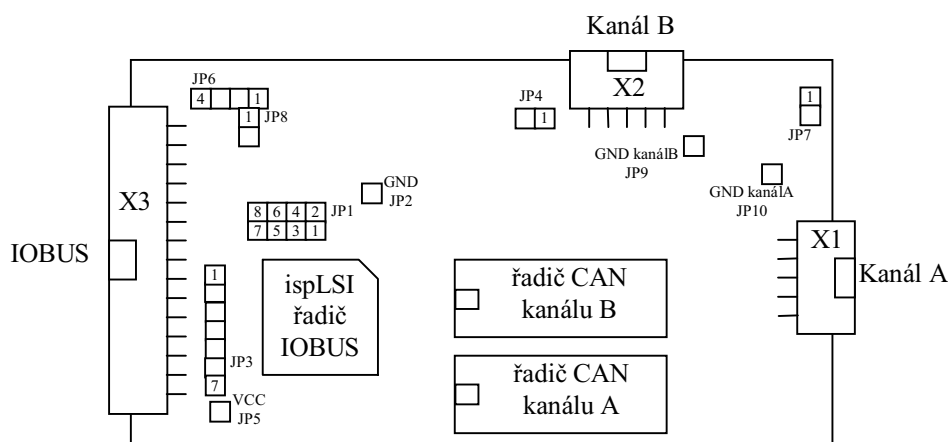 Kanál B
X2
JP6
4 1
JP8
1
JP4
1
1
JP7
GND kanálB
JP9
GND kanálA
JP10
GND
JP2
X3
8 6 4 2
JP1
7 5 3 1
IOBUS
X1
Kanál A
1
JP3
7
ispLSI
řadič
IOBUS
řadič CAN
kanálu B
řadič CAN
kanálu A
VCC
JP5